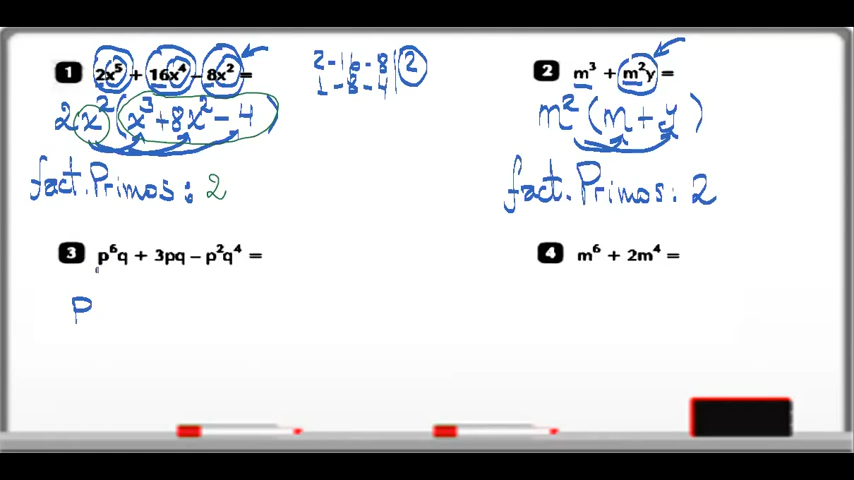 1 2x⁵ + 16x⁴ – 8x² =
2x²(x³+8x²-4)
2-16-8|2
1-8-4
fact.Primos: 2
2 m³ + m²y =
m²(m+y)
fact.Primos: 2
3 p⁶q + 3pq – p²q⁴ =
P
4 m⁶ + 2m⁴ =